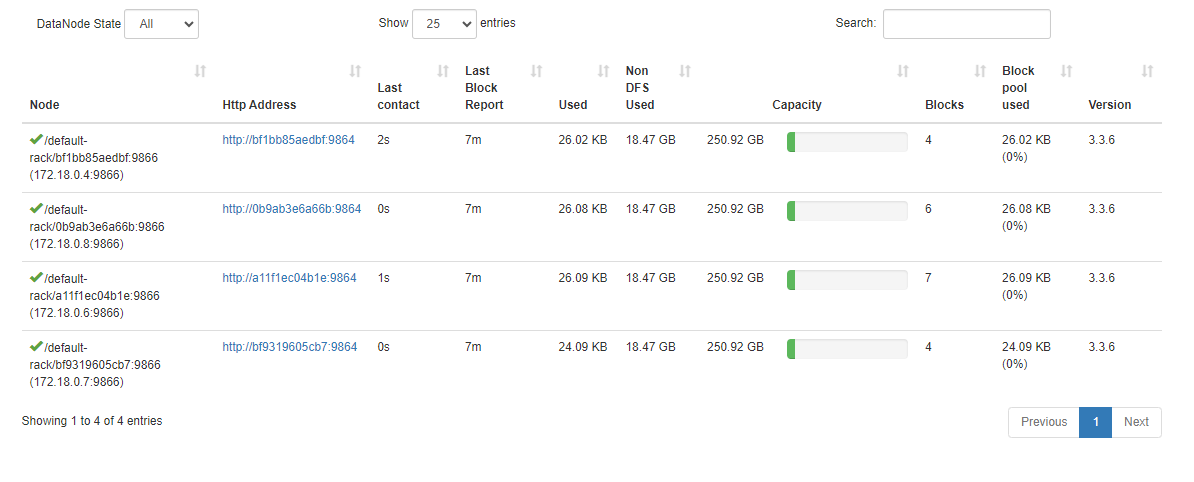 DataNode State All Show 25 entries Search:
Node Http Address Last contact Last Block Report Used Non DFS Used Capacity Blocks Block pool used Version
/default- http://bf1bb85aedbf:9864 2s 7m 26.02 KB 18.47 GB 250.92 GB 4 26.02 KB 3.3.6
rack/bf1bb85aedbf:9866 (0%)
(172.18.0.4:9866)
/default- http://0b9ab3e6a66b:9864 0s 7m 26.08 KB 18.47 GB 250.92 GB 6 26.08 KB 3.3.6
rack/0b9ab3e6a66b:9866 (0%)
(172.18.0.8:9866)
/default- http://a11f1ec04b1e:9864 1s 7m 26.09 KB 18.47 GB 250.92 GB 7 26.09 KB 3.3.6
rack/a11f1ec04b1e:9866 (0%)
(172.18.0.6:9866)
/default- http://bf9319605cb7:9864 0s 7m 24.09 KB 18.47 GB 250.92 GB 4 24.09 KB 3.3.6
rack/bf9319605cb7:9866 (0%)
(172.18.0.7:9866)
Showing 1 to 4 of 4 entries Previous 1 Next